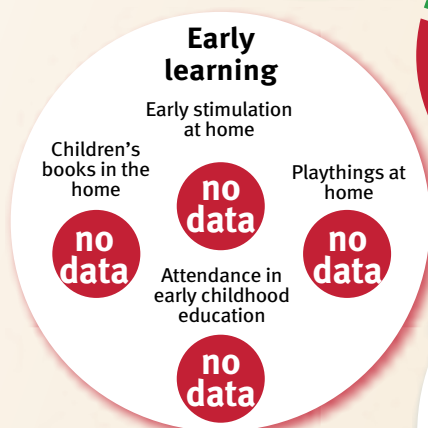 Early
learning
Early stimulation
at home
no
data
Children’s
books in the
home
no
data
Playthings at
home
no
data
Attendance in
early childhood
education
no
data